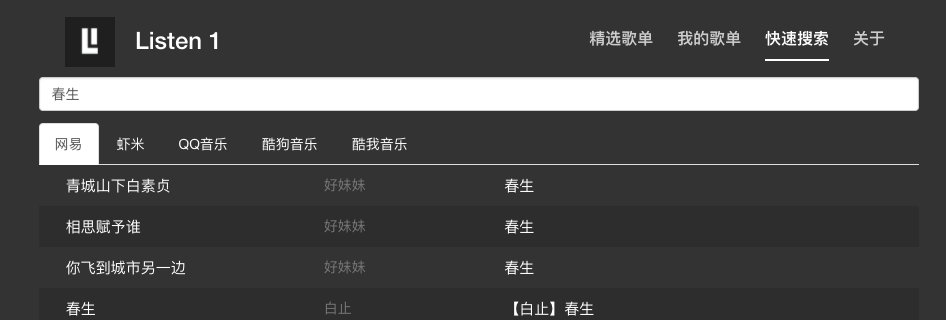 Listen 1 精选歌单 我的歌单 快速搜索 关于
春生
网易 虾米 QQ音乐 酷狗音乐 酷我音乐
青城山下白素贞 好妹妹 春生
相思赋予谁 好妹妹 春生
你飞到城市另一边 好妹妹 春生
春生 白止 【白止】春生